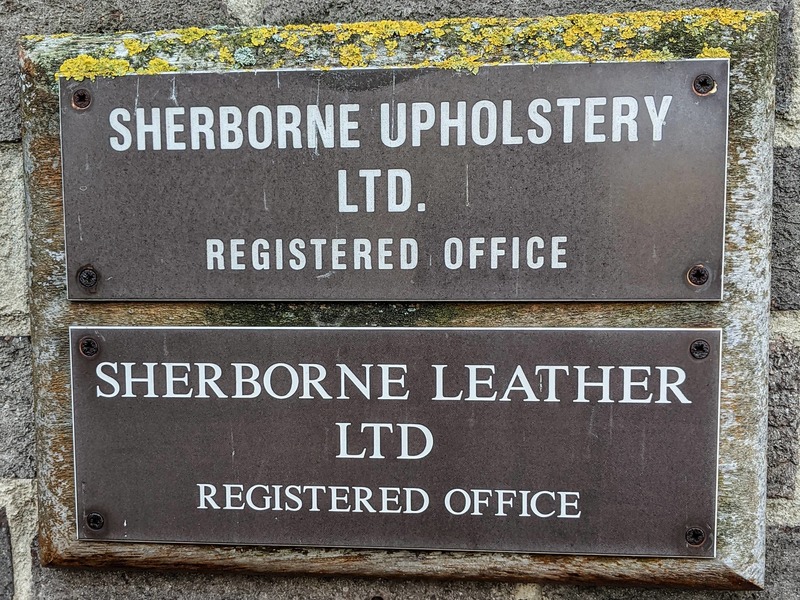 SHERBORNE UPHOLSTERY
LTD.
REGISTERED OFFICE
SHERBORNE LEATHER
LTD
REGISTERED OFFICE